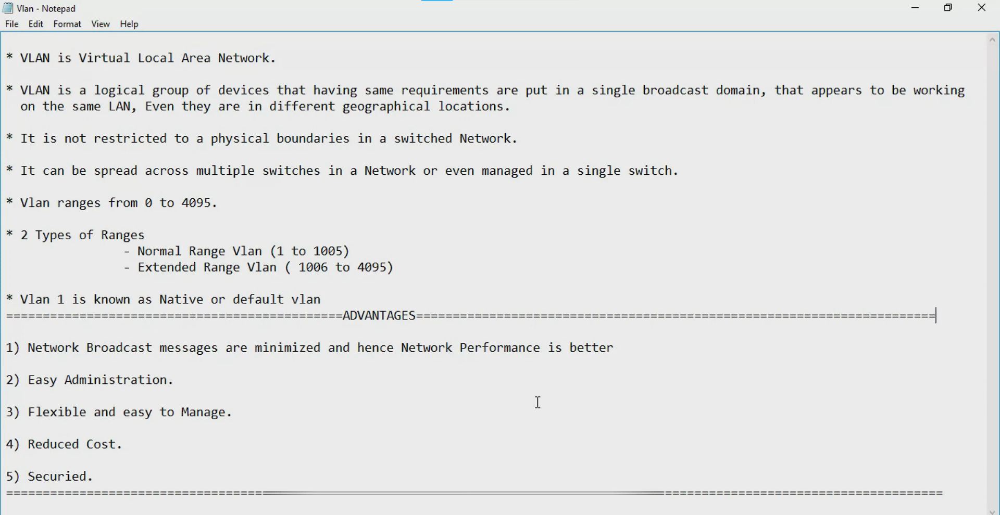 Vlan - Notepad
File Edit Format View Help
* VLAN is Virtual Local Area Network.
* VLAN is a logical group of devices that having same requirements are put in a single broadcast domain, that appears to be working
on the same LAN, Even they are in different geographical locations.
* It is not restricted to a physical boundaries in a switched Network.
* It can be spread across multiple switches in a Network or even managed in a single switch.
* Vlan ranges from 0 to 4095.
* 2 Types of Ranges
- Normal Range Vlan (1 to 1005)
- Extended Range Vlan ( 1006 to 4095)
* Vlan 1 is known as Native or default vlan
==============================================ADVANTAGES=======================================================================
1) Network Broadcast messages are minimized and hence Network Performance is better
2) Easy Administration.
3) Flexible and easy to Manage.
4) Reduced Cost.
5) Securied.
================================================================================================================================